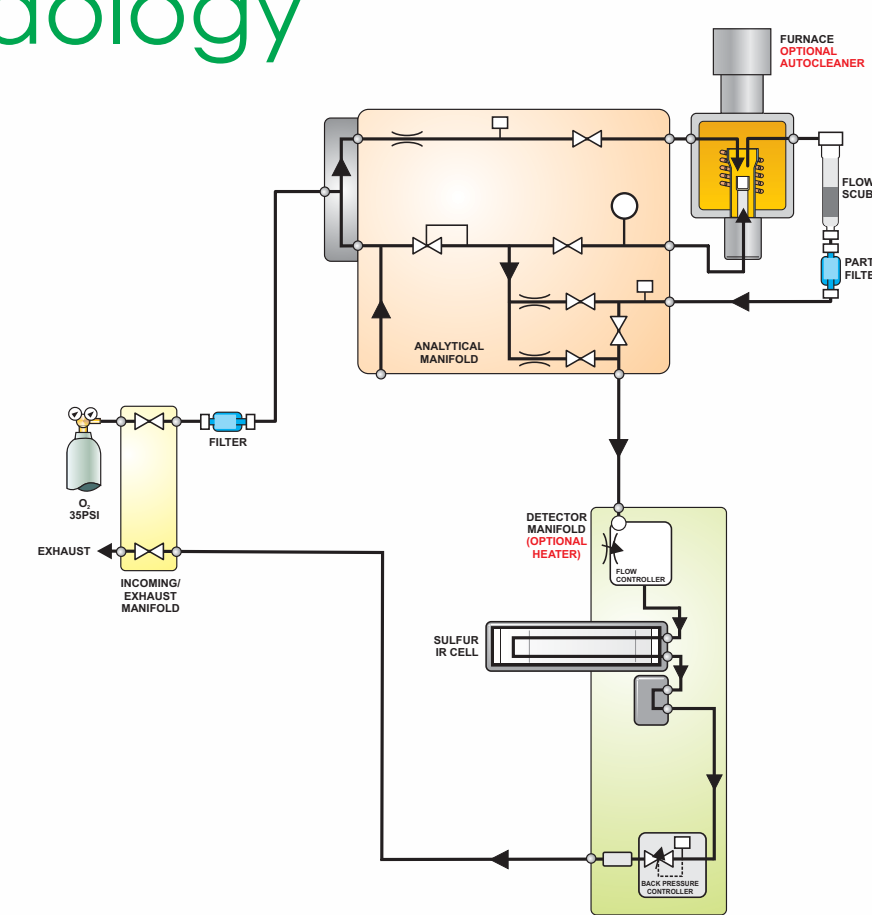 dology
FURNACE
OPTIONAL
AUTOCLEANER
FLOW
SCUB
PART
FILTE
ANALYTICAL
MANIFOLD
FILTER
O₂
35PSI
EXHAUST
INCOMING/
EXHAUST
MANIFOLD
DETECTOR
MANIFOLD
(OPTIONAL
HEATER)
FLOW
CONTROLLER
SULFUR
IR CELL
BACK PRESSURE
CONTROLLER